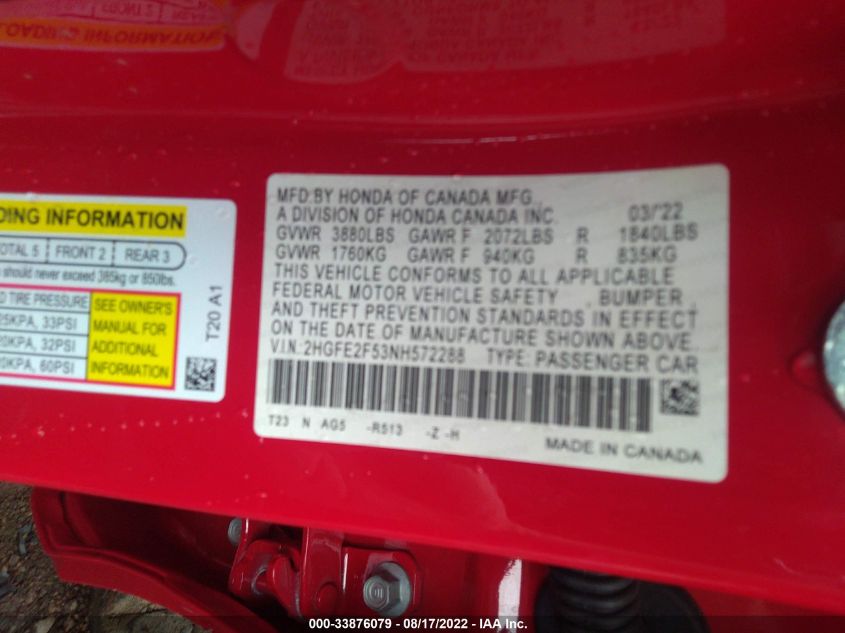 LOADING INFORMATION
DING INFORMATION
OTAL 5 FRONT 2 REAR 3
should never exceed 385kg or 850lbs.
TIRE PRESSURE
25KPA, 33PSI
20KPA, 32PSI
20KPA, 60PSI
SEE OWNER'S
MANUAL FOR
ADDITIONAL
INFORMATION
T20 A1
MFD.BY HONDA OF CANADA MFG.,
A DIVISION OF HONDA CANADA INC. 03/'22
GVWR 3880LBS GAWR F 2072LBS R 1840LBS
GVWR 1760KG GAWR F 940KG R 835KG
THIS VEHICLE CONFORMS TO ALL APPLICABLE
FEDERAL MOTOR VEHICLE SAFETY , BUMPER ,
AND THEFT PREVENTION STANDARDS IN EFFECT
ON THE DATE OF MANUFACTURE SHOWN ABOVE.
V.I.N.:2HGFE2F53NH572288 TYPE: PASSENGER CAR
T23 N AG5 -R513 -Z -H
MADE IN CANADA
000-33876079 - 08/17/2022 - IAA Inc.